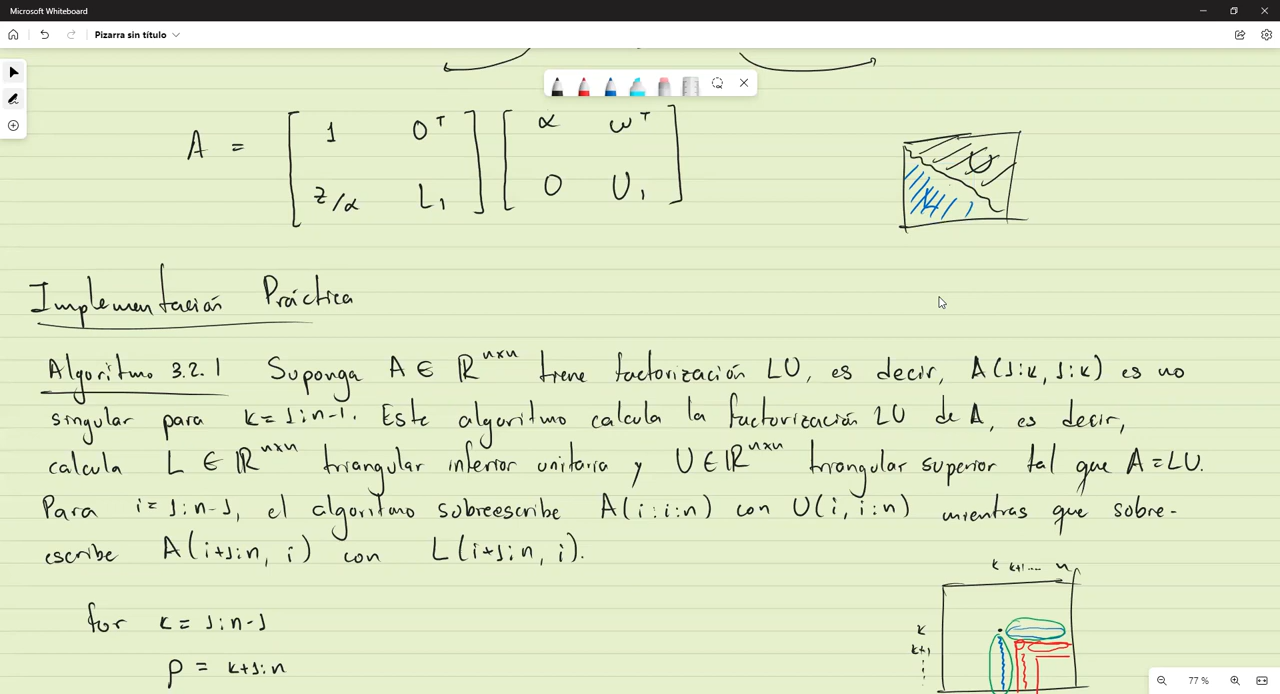 Microsoft Whiteboard
Pizarra sin título
A = [ 1 0ᵀ ; z/α L₁ ] [ α ωᵀ ; 0 U₁ ]
U
Implementación Práctica
Algoritmo 3.2.1 Suponga A ∈ ℝⁿˣⁿ tiene factorización LU, es decir, A(1:k, 1:k) es no
singular para k = 1:n-1. Este algoritmo calcula la factorización LU de A, es decir,
calcula L ∈ ℝⁿˣⁿ triangular inferior unitaria y U ∈ ℝⁿˣⁿ triangular superior tal que A = LU.
Para i = 1:n-1, el algoritmo sobreescribe A(i:i:n) con U(i, i:n) mientras que sobre-
escribe A(i+1:n, i) con L(i+1:n, i).
k k+1 .... n
for k = 1:n-1
k
k+1
ρ = k+1:n
77 %